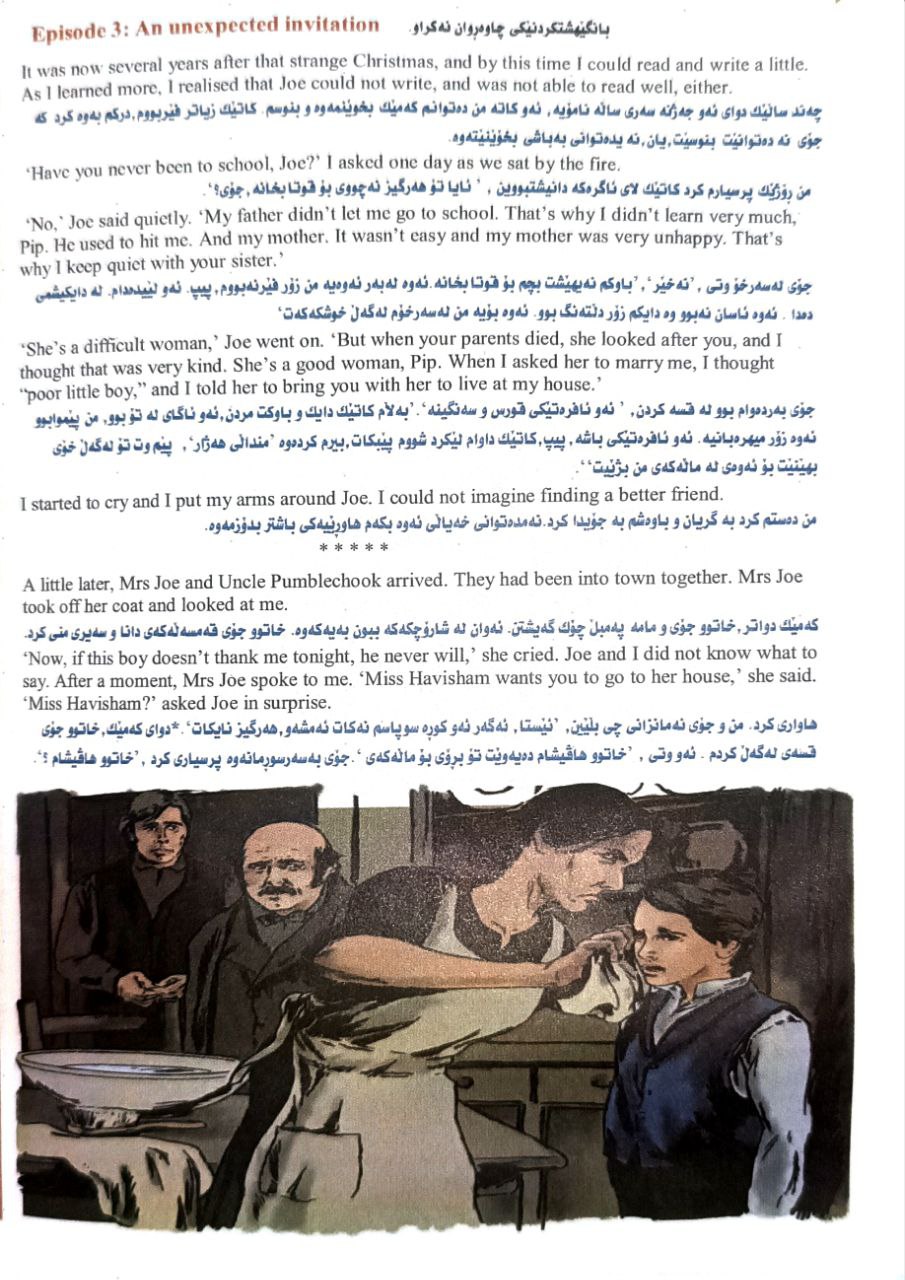 Episode 3: An unexpected invitation بانگهێشتکردنێکی چاوەڕوان نەکراو.
It was now several years after that strange Christmas, and by this time I could read and write a little.
As I learned more, I realised that Joe could not write, and was not able to read well, either.
چەند ساڵێك دوای ئەو جەژنە سەری ساڵە نامۆیە, ئەو کاتە من دەتوانم کەمێك بخوێنمەوە و بنوسم. کاتێك زیاتر فێربووم,درکم بەوە کرد کە
جۆی نە دەتوانێت بنوسێت,یان,نە یدەتوانی بەباشی بخۆێنێتەوە.
‘Have you never been to school, Joe?’ I asked one day as we sat by the fire.
من رۆژێك پرسیارم کرد کاتێك لای ئاگرەکە دانیشتبووین , ’ ئایا تۆ هەرگیز نەچووی بۆ قوتابخانە,جۆی؟‘.
‘No,’ Joe said quietly. ‘My father didn’t let me go to school. That’s why I didn’t learn very much,
Pip. He used to hit me. And my mother. It wasn’t easy and my mother was very unhappy. That’s
why I keep quiet with your sister.’
جۆی لەسەرخۆ وتی ,’نەخێر‘,’باوکم نەیهێشت بچم بۆ قوتابخانە.ئەوە لەبەر ئەوەیە من زۆر فێرنەبووم,پیپ. ئەو لێیدەدام. لە دایکیشمی
دەدا . ئەوە ئاسان نەبوو وە دایکم زۆر دڵتەنگ بوو. ئەوە بۆیە من لەسەرخۆم لەگەڵ خوشکەکەت‘
‘She’s a difficult woman,’ Joe went on. ‘But when your parents died, she looked after you, and I
thought that was very kind. She’s a good woman, Pip. When I asked her to marry me, I thought
“poor little boy,” and I told her to bring you with her to live at my house.’
جۆی بەردەوام بوو لە قسە کردن, ’ ئەو ئافرەتێکی قورس و سەنگینە‘.’بەڵام کاتێك دایك و باوکت مردن,ئەو ئاگای لە تۆ بوو, من پێموابوو
ئەوە زۆر میهرەبانیە. ئەو ئافرەتێکی باشە, پیپ,کاتێك داوام لێکرد شووم پێبکات,بیرم کردەوە ’منداڵی هەژار‘, پێم وت تۆ لەگەڵ خۆی
بهێنێت بۆ ئەوەی لە ماڵەکەی من بژێیت‘‘.
I started to cry and I put my arms around Joe. I could not imagine finding a better friend.
من دەستم کرد بە گریان و باوەشم بە جۆیدا کرد.نەمدەتوانی خەیاڵی ئەوە بکەم هاوڕێیەکی باشتر بدۆزمەوە.
* * * * *
A little later, Mrs Joe and Uncle Pumblechook arrived. They had been into town together. Mrs Joe
took off her coat and looked at me.
کەمێك دواتر,خاتوو جۆی و مامە پەمبڵ چۆك گەیشتن. ئەوان لە شارۆچکەکە ببون بەیەکەوە. خاتوو جۆی قەمسەڵەکەی دانا و سەیری منی کرد.
‘Now, if this boy doesn’t thank me tonight, he never will,’ she cried. Joe and I did not know what to
say. After a moment, Mrs Joe spoke to me. ‘Miss Havisham wants you to go to her house,’ she said.
‘Miss Havisham?’ asked Joe in surprise.
هاواری کرد. من و جۆی نەمانزانی چی بڵێین, ’ئێستا, ئەگەر ئەو کورە سوپاسم نەکات ئەمشەو,هەرگیز نایکات‘.*دوای کەمێك, خاتوو جۆی
قسەی لەگەڵ کردم . ئەو وتی , ’خاتوو هاڤیشام دەیەوێت تۆ بڕۆی بۆ ماڵەکەی ‘.جۆی بەسەرسوڕمانەوە پرسیاری کرد ,’خاتوو هاڤیشام ؟‘.